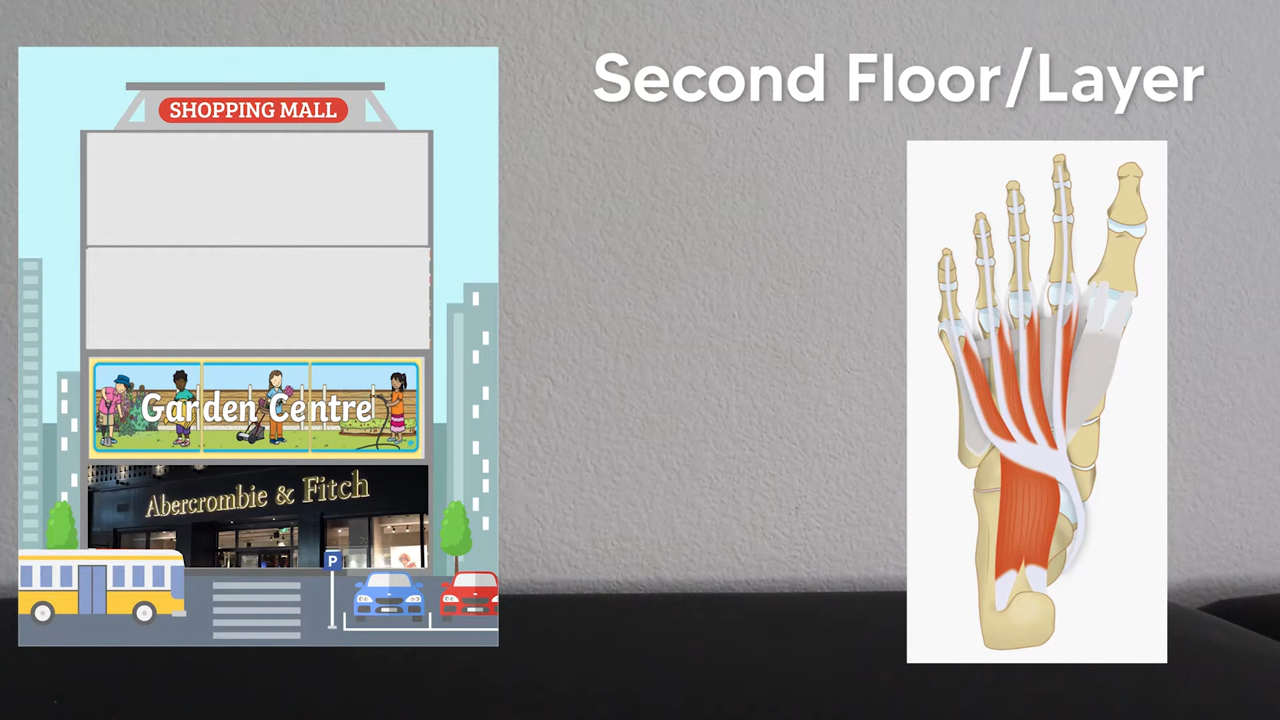 Second Floor/Layer
SHOPPING MALL
Garden Centre
Abercrombie & Fitch
P